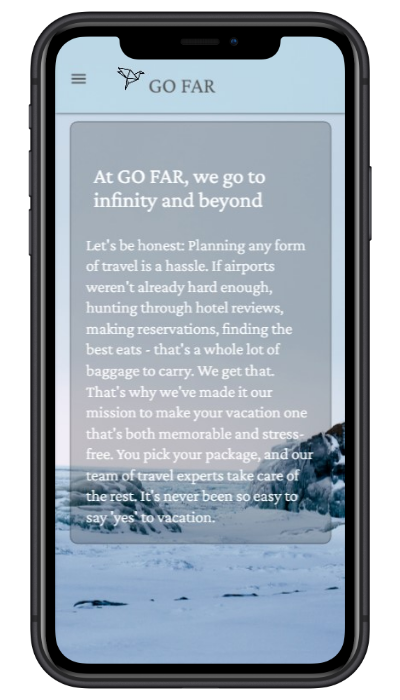 GO FAR
At GO FAR, we go to
infinity and beyond
Let's be honest: Planning any form
of travel is a hassle. If airports
weren't already hard enough,
hunting through hotel reviews,
making reservations, finding the
best eats - that's a whole lot of
baggage to carry. We get that.
That's why we've made it our
mission to make your vacation one
that's both memorable and stress-
free. You pick your package, and our
team of travel experts take care of
the rest. It's never been so easy to
say 'yes' to vacation.